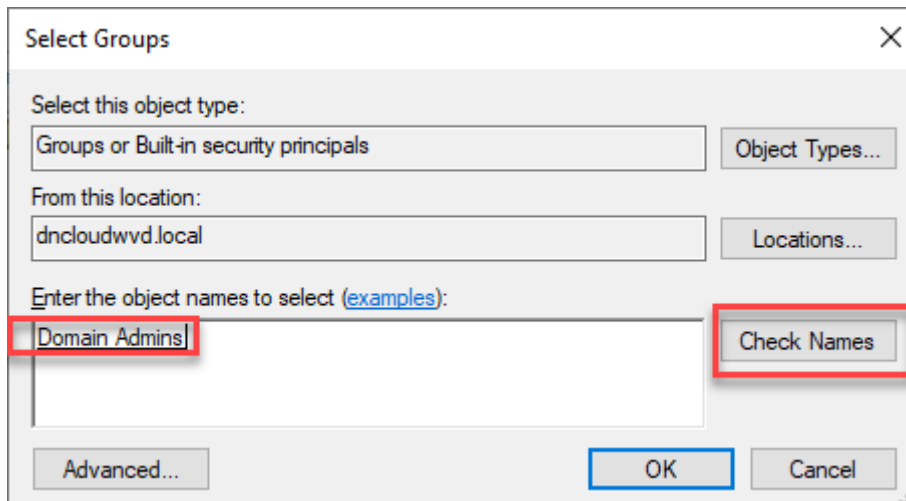 Select Groups
Select this object type:
Groups or Built-in security principals
Object Types...
From this location:
dncloudwvd.local
Locations...
Enter the object names to select (examples):
Domain Admins
Check Names
Advanced...
OK
Cancel